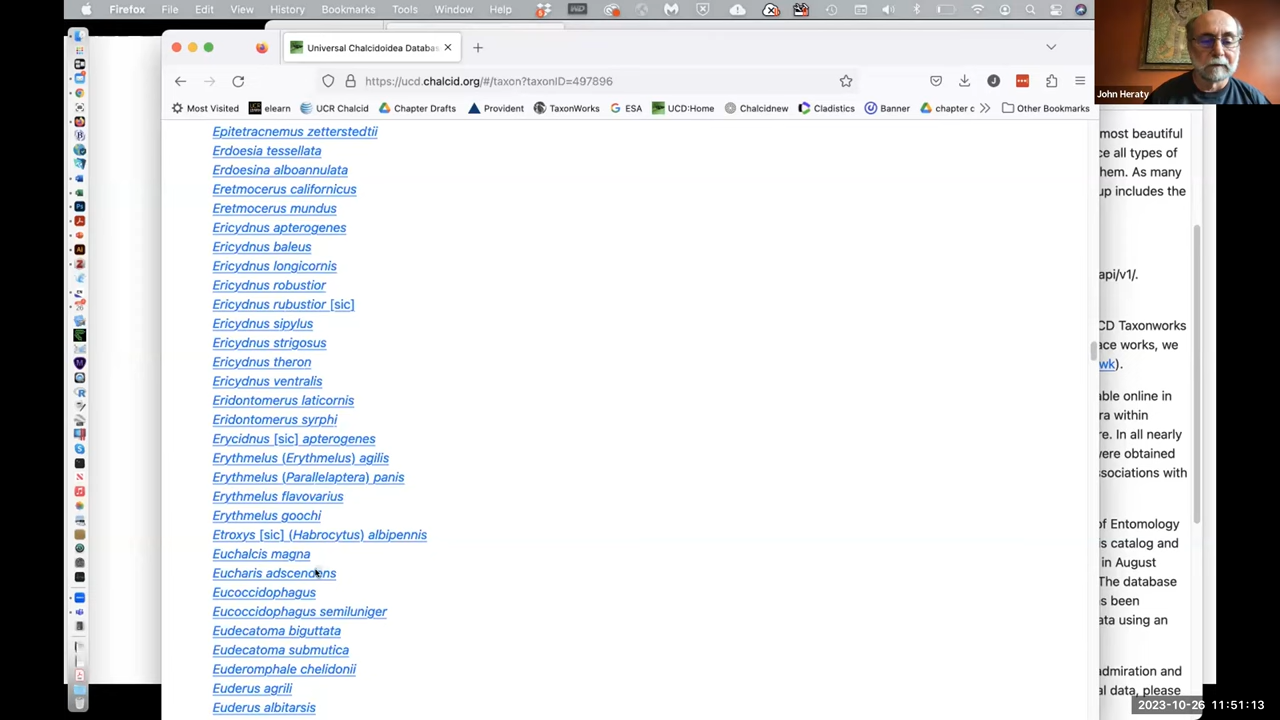 Firefox File Edit View History Bookmarks Tools Window Help
Universal Chalcidoidea Databas
https://ucd.chalcid.org/#/taxon?taxonID=497896
Most Visited elearn UCR Chalcid Chapter Drafts Provident TaxonWorks ESA UCD:Home Chalcidnew Cladistics Banner chapter c Other Bookmarks
John Heraty
Epitetracnemus zetterstedtii
Erdoesia tessellata
Erdoesina alboannulata
Eretmocerus californicus
Eretmocerus mundus
Ericydnus apterogenes
Ericydnus baleus
Ericydnus longicornis
Ericydnus robustior
Ericydnus rubustior [sic]
Ericydnus sipylus
Ericydnus strigosus
Ericydnus theron
Ericydnus ventralis
Eridontomerus laticornis
Eridontomerus syrphi
Erycidnus [sic] apterogenes
Erythmelus (Erythmelus) agilis
Erythmelus (Parallelaptera) panis
Erythmelus flavovarius
Erythmelus goochi
Etroxys [sic] (Habrocytus) albipennis
Euchalcis magna
Eucharis adscendens
Eucoccidophagus
Eucoccidophagus semiluniger
Eudecatoma biguttata
Eudecatoma submutica
Euderomphale chelidonii
Euderus agrili
Euderus albitarsis
most beautiful
ce all types of
hem. As many
up includes the
api/v1/.
CD Taxonworks
ace works, we
wk).
able online in
ra within
re. In all nearly
were obtained
ssociations with
of Entomology
s catalog and
in August
The database
s been
ata using an
admiration and
al data, please
2023-10-26 11:51:13